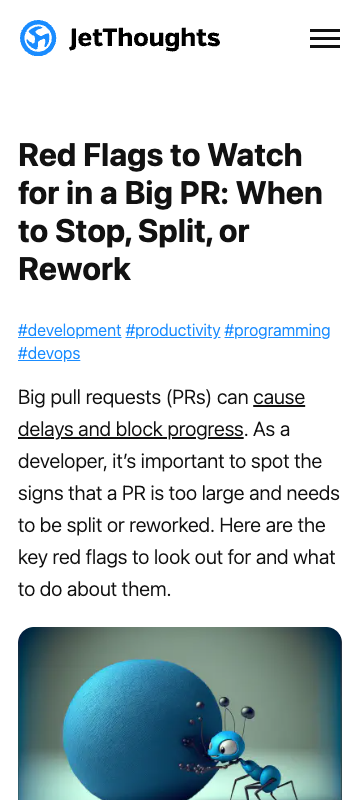 JetThoughts
Red Flags to Watch
for in a Big PR: When
to Stop, Split, or
Rework
#development #productivity #programming
#devops
Big pull requests (PRs) can cause
delays and block progress. As a
developer, it’s important to spot the
signs that a PR is too large and needs
to be split or reworked. Here are the
key red flags to look out for and what
to do about them.